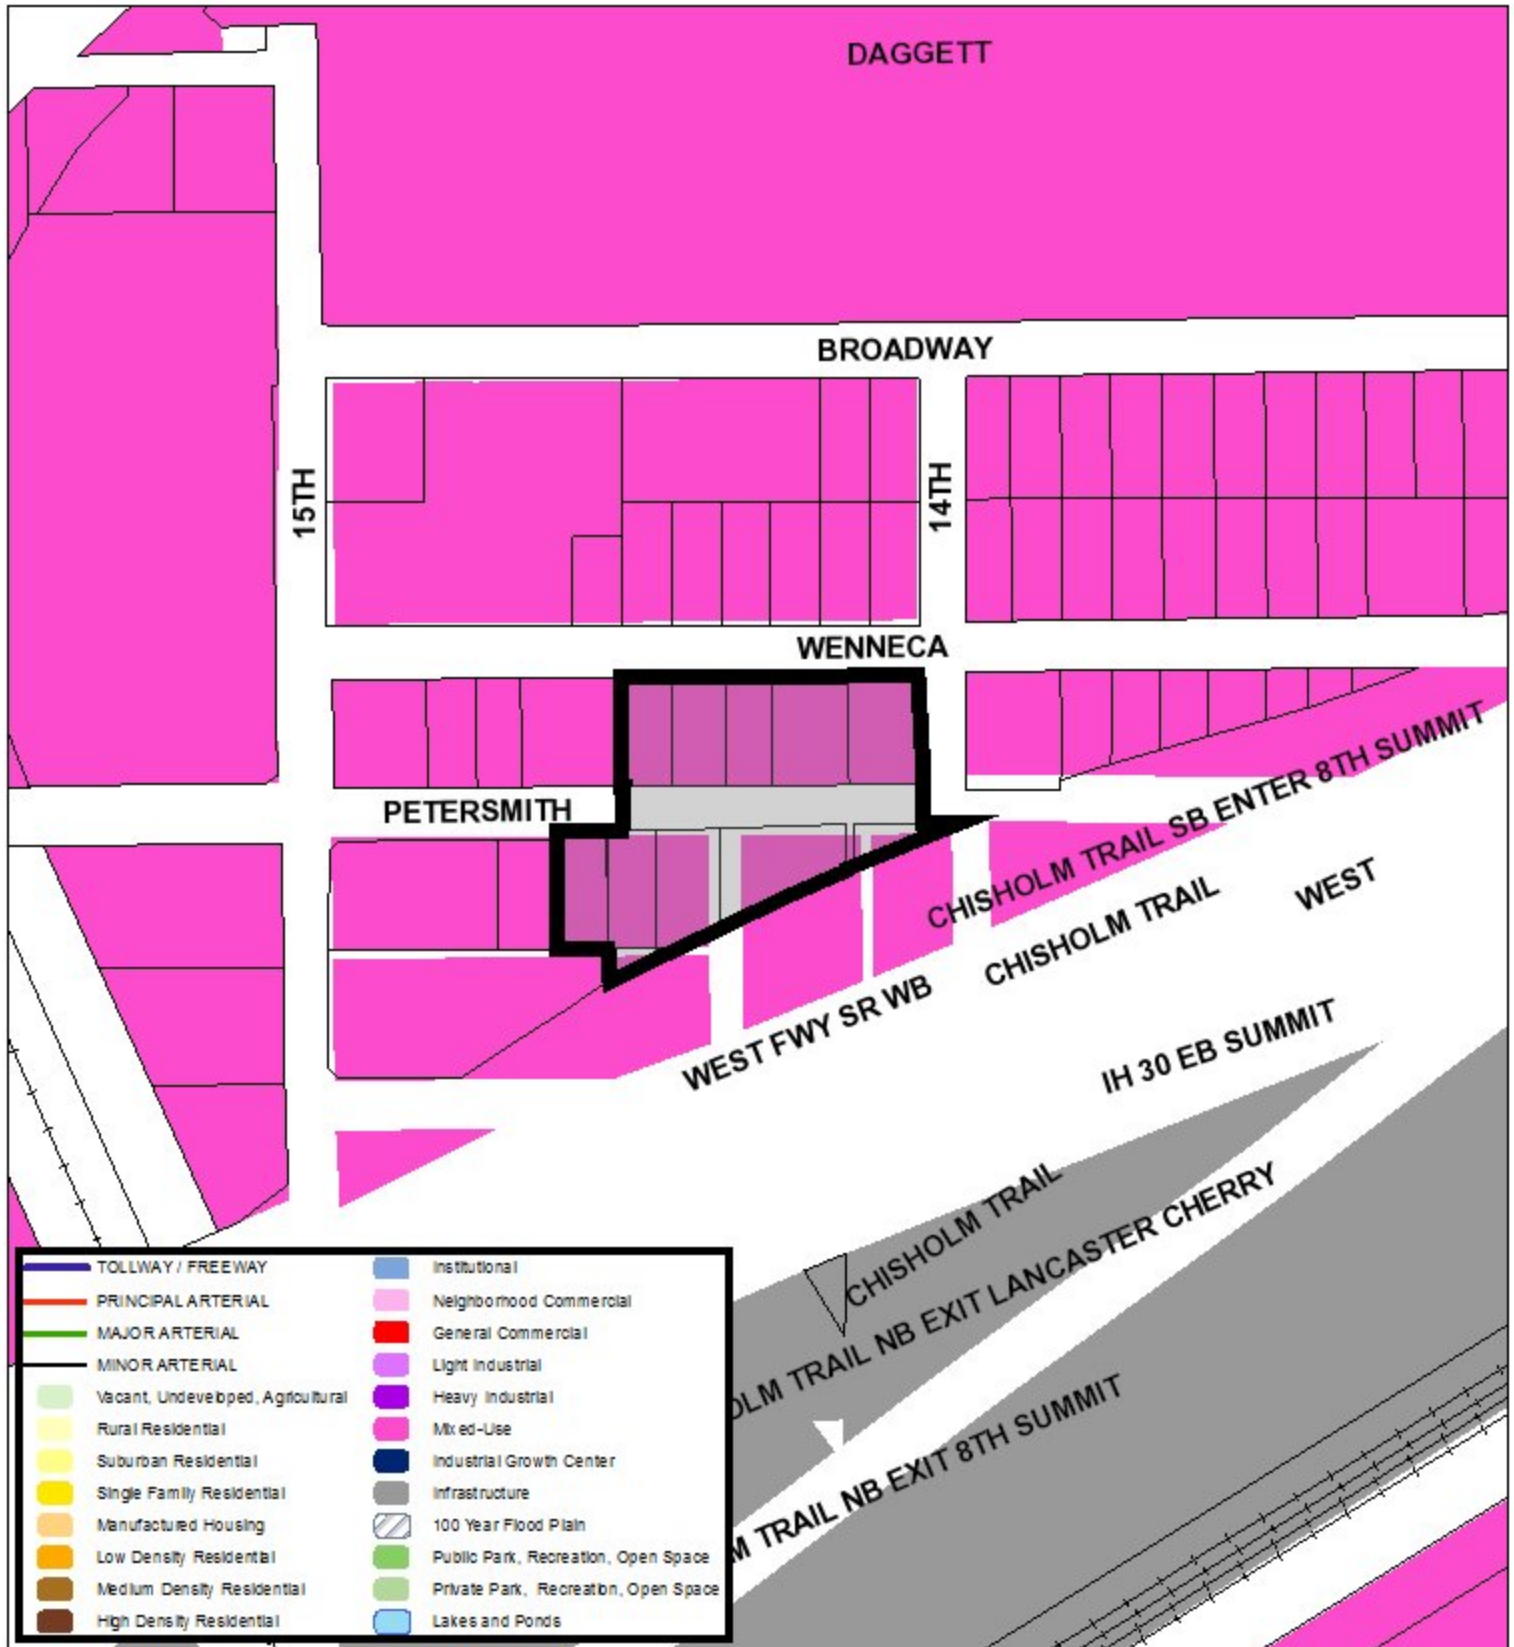 DAGGETT
BROADWAY
15TH
14TH
WENNECA
PETERSMITH
CHISHOLM TRAIL SB ENTER 8TH SUMMIT
WEST
CHISHOLM TRAIL
WEST FWY SR WB
IH 30 EB SUMMIT
CHISHOLM TRAIL
OLM TRAIL NB EXIT LANCASTER CHERRY
M TRAIL NB EXIT 8TH SUMMIT
TOLLWAY / FREEWAY
PRINCIPAL ARTERIAL
MAJOR ARTERIAL
MINOR ARTERIAL
Vacant, Undeveloped, Agricultural
Rural Residential
Suburban Residential
Single Family Residential
Manufactured Housing
Low Density Residential
Medium Density Residential
High Density Residential
Institutional
Neighborhood Commercial
General Commercial
Light Industrial
Heavy Industrial
Mixed-Use
Industrial Growth Center
Infrastructure
100 Year Flood Plain
Public Park, Recreation, Open Space
Private Park, Recreation, Open Space
Lakes and Ponds